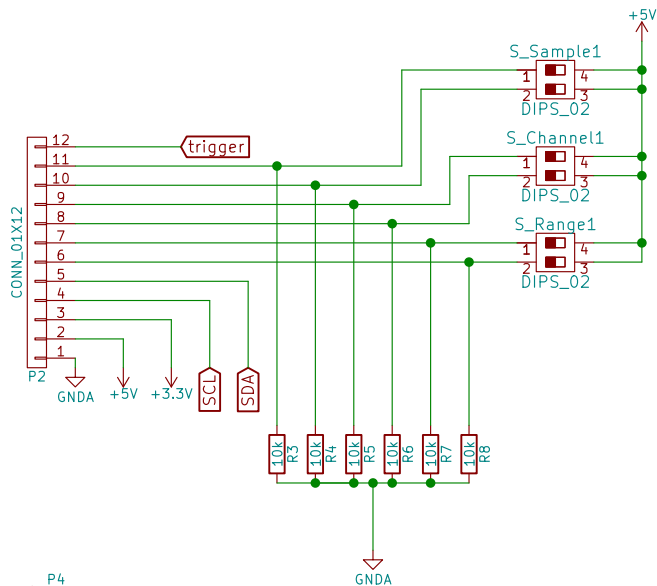 +5V
S_Sample1
1 4
2 3
DIPS_02
S_Channel1
1 4
2 3
DIPS_02
S_Range1
1 4
2 3
DIPS_02
12 trigger
11
10
9
8
7
6
5
4
3
2
1
CONN_01X12
P2
GNDA
+5V
+3.3V
SCL
SDA
10k R3
10k R4
10k R5
10k R6
10k R7
10k R8
GNDA
P4